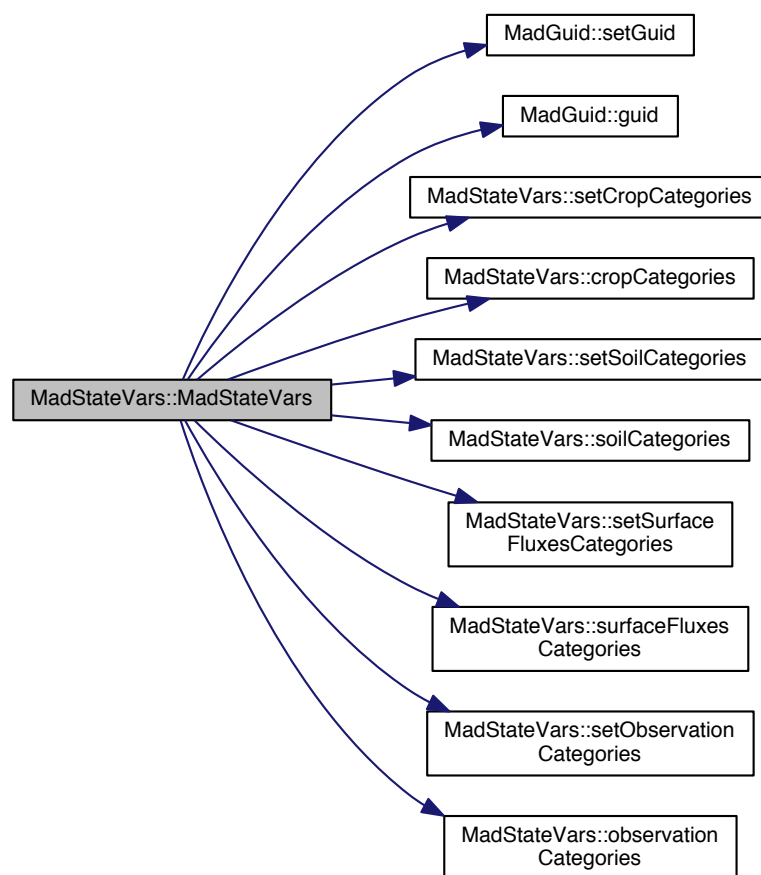 MadGuid::setGuid
MadGuid::guid
MadStateVars::setCropCategories
MadStateVars::cropCategories
MadStateVars::setSoilCategories
MadStateVars::MadStateVars
MadStateVars::soilCategories
MadStateVars::setSurface
FluxesCategories
MadStateVars::surfaceFluxes
Categories
MadStateVars::setObservation
Categories
MadStateVars::observation
Categories